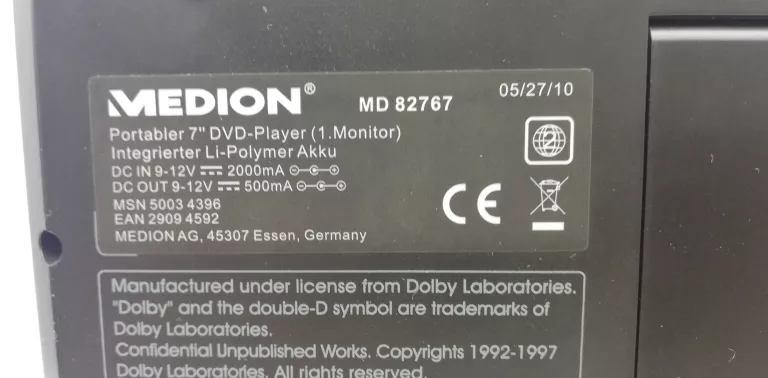 MEDION® MD 82767 05/27/10
Portabler 7" DVD-Player (1.Monitor)
Integrierter Li-Polymer Akku
DC IN 9-12V 2000mA
DC OUT 9-12V 500mA
2
MSN 5003 4396
EAN 2909 4592
CE
MEDION AG, 45307 Essen, Germany
Manufactured under license from Dolby Laboratories.
"Dolby" and the double-D symbol are trademarks of
Dolby Laboratories.
Confidential Unpublished Works. Copyrights 1992-1997
Dolby Laboratories. All rights reserved.